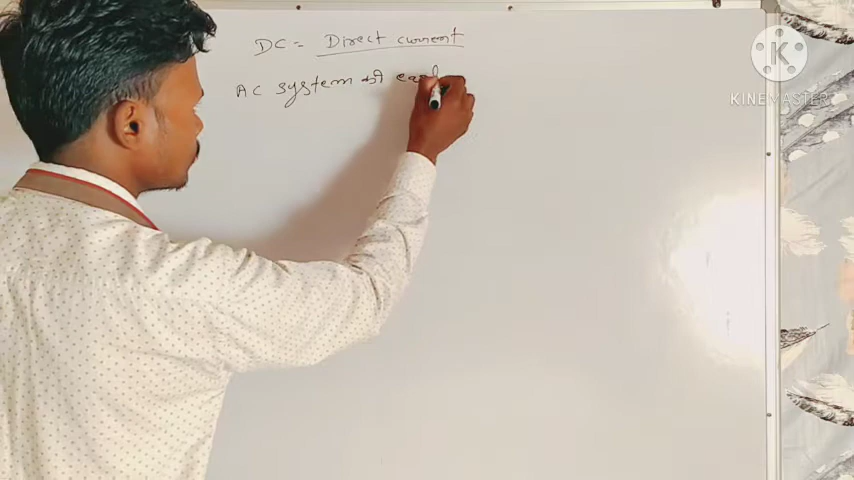 DC = Direct current
AC system की
KINEMASTER